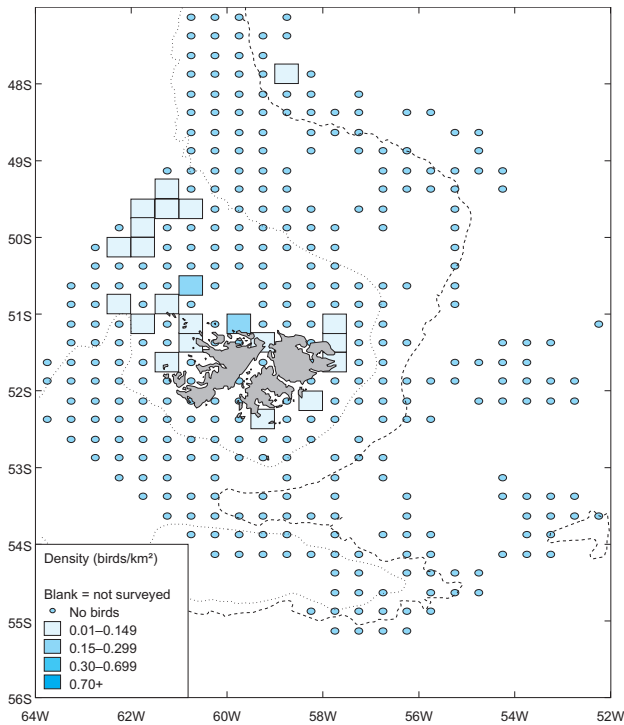 48S
49S
50S
51S
52S
53S
54S
55S
56S
Density (birds/km²)
Blank = not surveyed
No birds
0.01–0.149
0.15–0.299
0.30–0.699
0.70+
64W 62W 60W 58W 56W 54W 52W